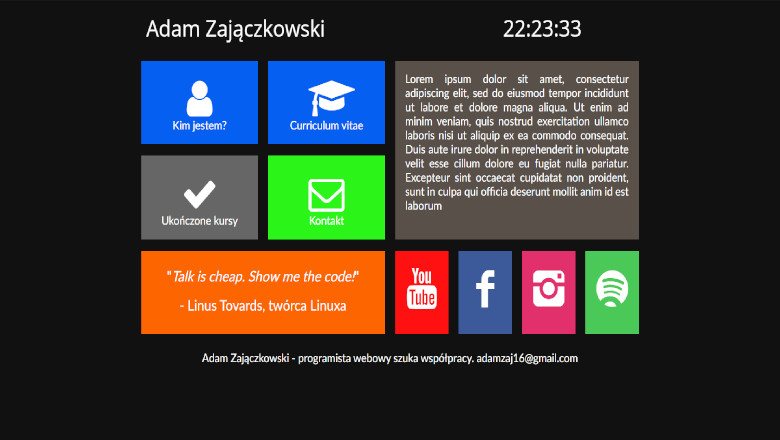 Adam Zajączkowski
22:23:33
Kim jestem?
Curriculum vitae
Lorem ipsum dolor sit amet, consectetur
adipiscing elit, sed do eiusmod tempor incididunt
ut labore et dolore magna aliqua. Ut enim ad
minim veniam, quis nostrud exercitation ullamco
laboris nisi ut aliquip ex ea commodo consequat.
Duis aute irure dolor in reprehenderit in voluptate
velit esse cillum dolore eu fugiat nulla pariatur.
Excepteur sint occaecat cupidatat non proident,
sunt in culpa qui officia deserunt mollit anim id est
laborum
Ukończone kursy
Kontakt
"Talk is cheap. Show me the code!"
- Linus Tovards, twórca Linuxa
You
Tube
Adam Zajączkowski - programista webowy szuka współpracy. adamzaj16@gmail.com